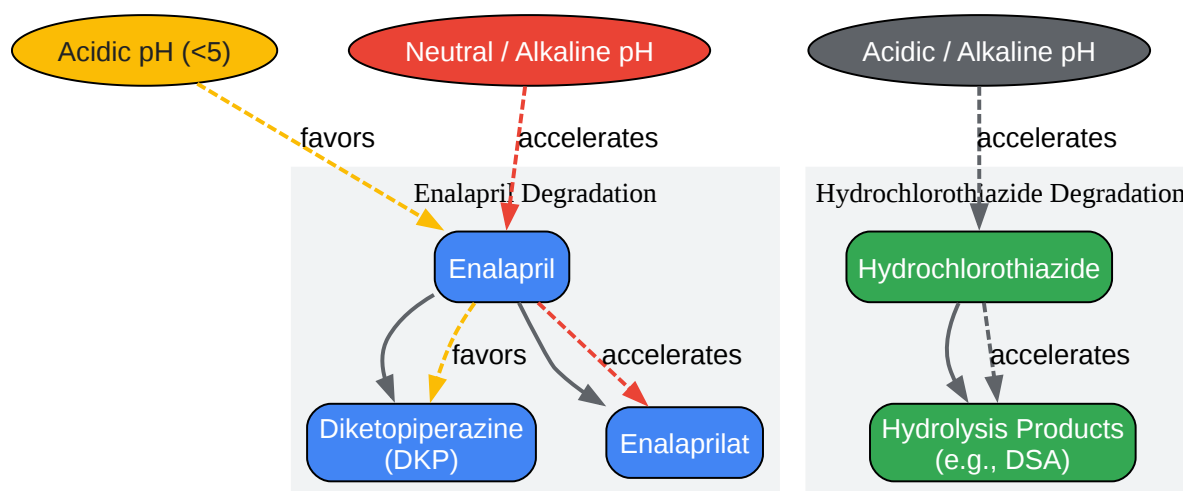 Acidic pH (<5)
Neutral / Alkaline pH
Acidic / Alkaline pH
favors
accelerates
accelerates
Enalapril Degradation
Hydrochlorothiazide Degradation
Enalapril
Hydrochlorothiazide
favors
accelerates
accelerates
Diketopiperazine
(DKP)
Enalaprilat
Hydrolysis Products
(e.g., DSA)